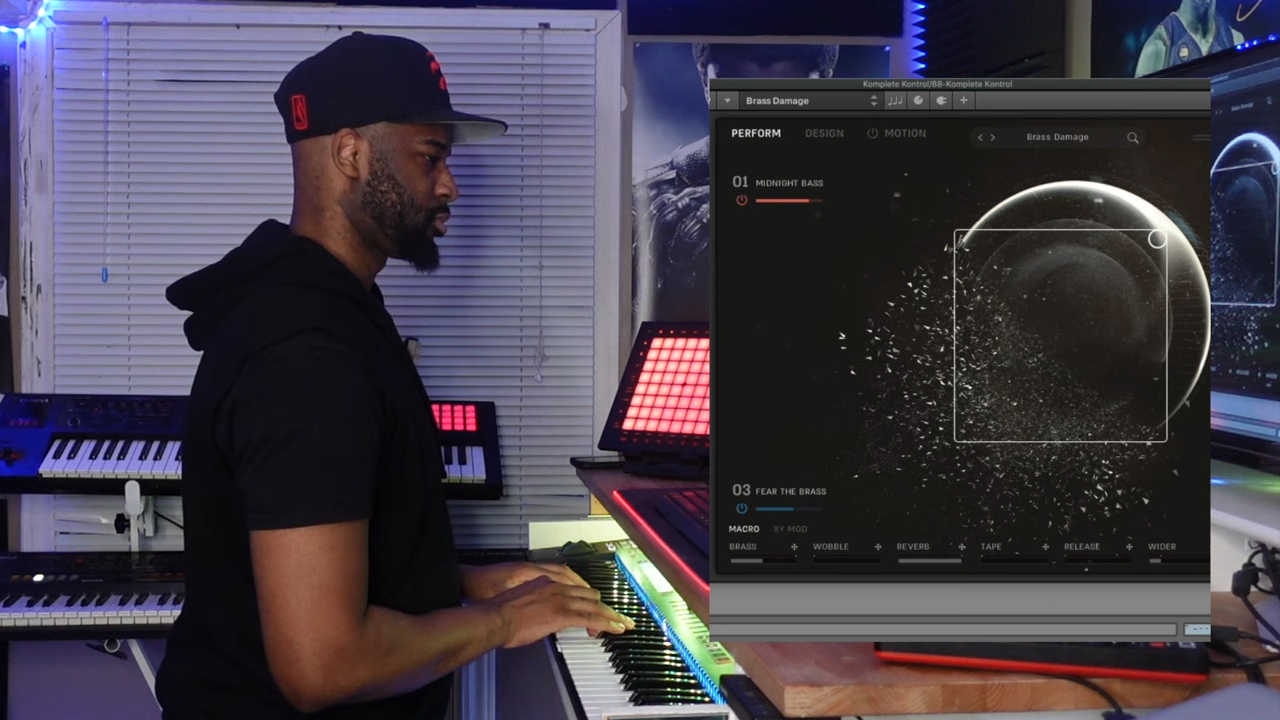 Komplete Kontrol/8B-Komplete Kontrol
Brass Damage
PERFORM DESIGN MOTION
Brass Damage
01 MIDNIGHT BASS
03 FEAR THE BRASS
MACRO XY MOD
BRASS WOBBLE REVERB TAPE RELEASE WIDER